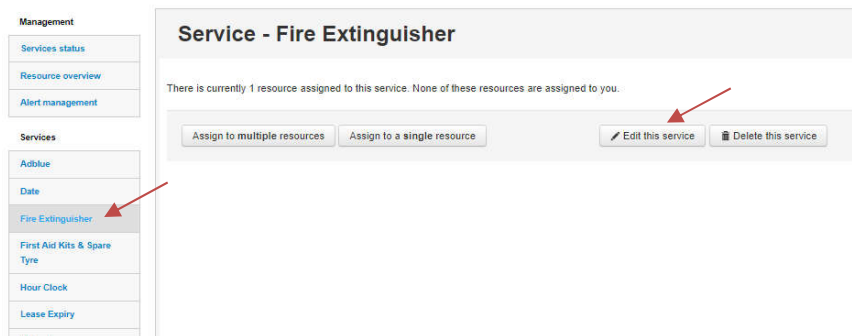 Management
Services status
Resource overview
Alert management
Services
Adblue
Date
Fire Extinguisher
First Aid Kits & Spare
Tyre
Hour Clock
Lease Expiry
Service - Fire Extinguisher
There is currently 1 resource assigned to this service. None of these resources are assigned to you.
Assign to multiple resources
Assign to a single resource
Edit this service
Delete this service